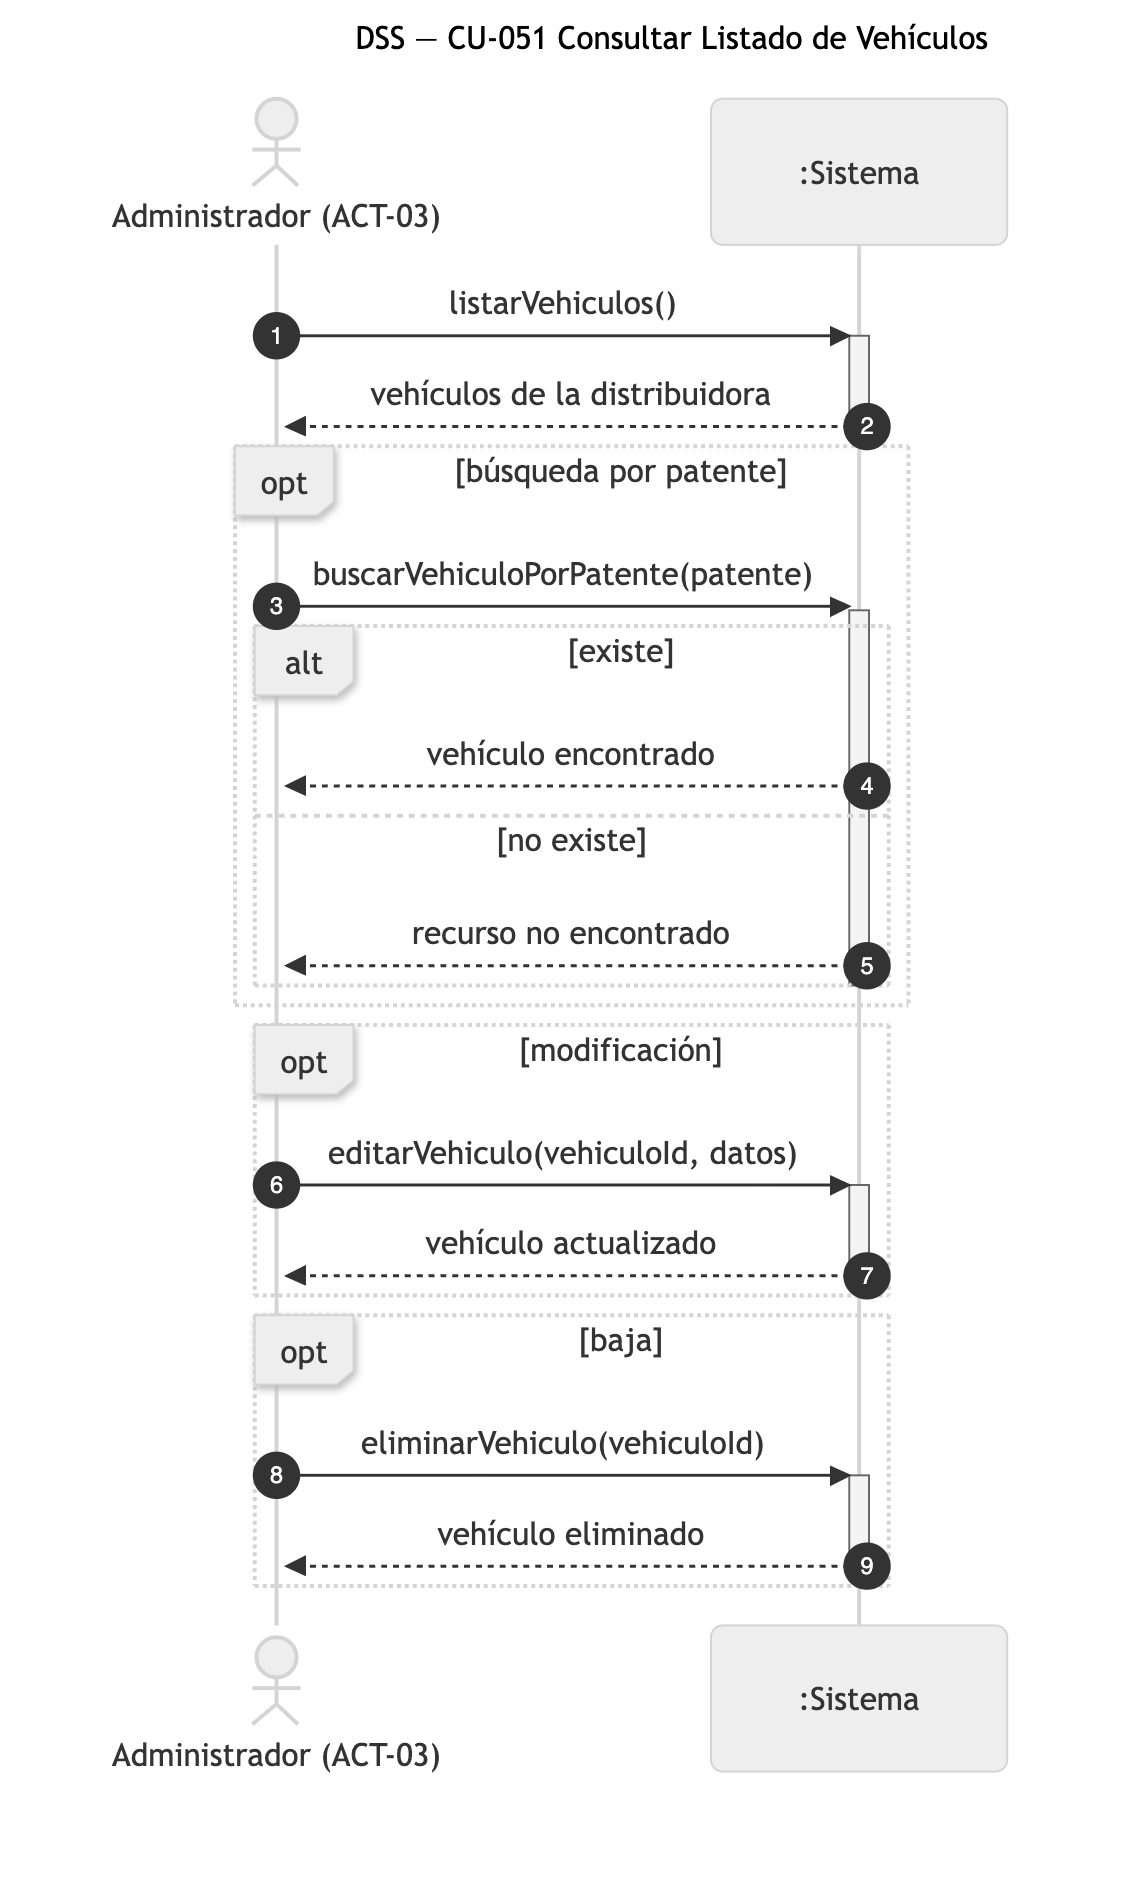 DSS — CU-051 Consultar Listado de Vehículos
:Sistema
Administrador (ACT-03)
listarVehiculos()
1
vehículos de la distribuidora
2
opt
[búsqueda por patente]
buscarVehiculoPorPatente(patente)
3
alt
[existe]
vehículo encontrado
4
[no existe]
recurso no encontrado
5
opt
[modificación]
editarVehiculo(vehiculoId, datos)
6
vehículo actualizado
7
opt
[baja]
eliminarVehiculo(vehiculoId)
8
vehículo eliminado
9
:Sistema
Administrador (ACT-03)